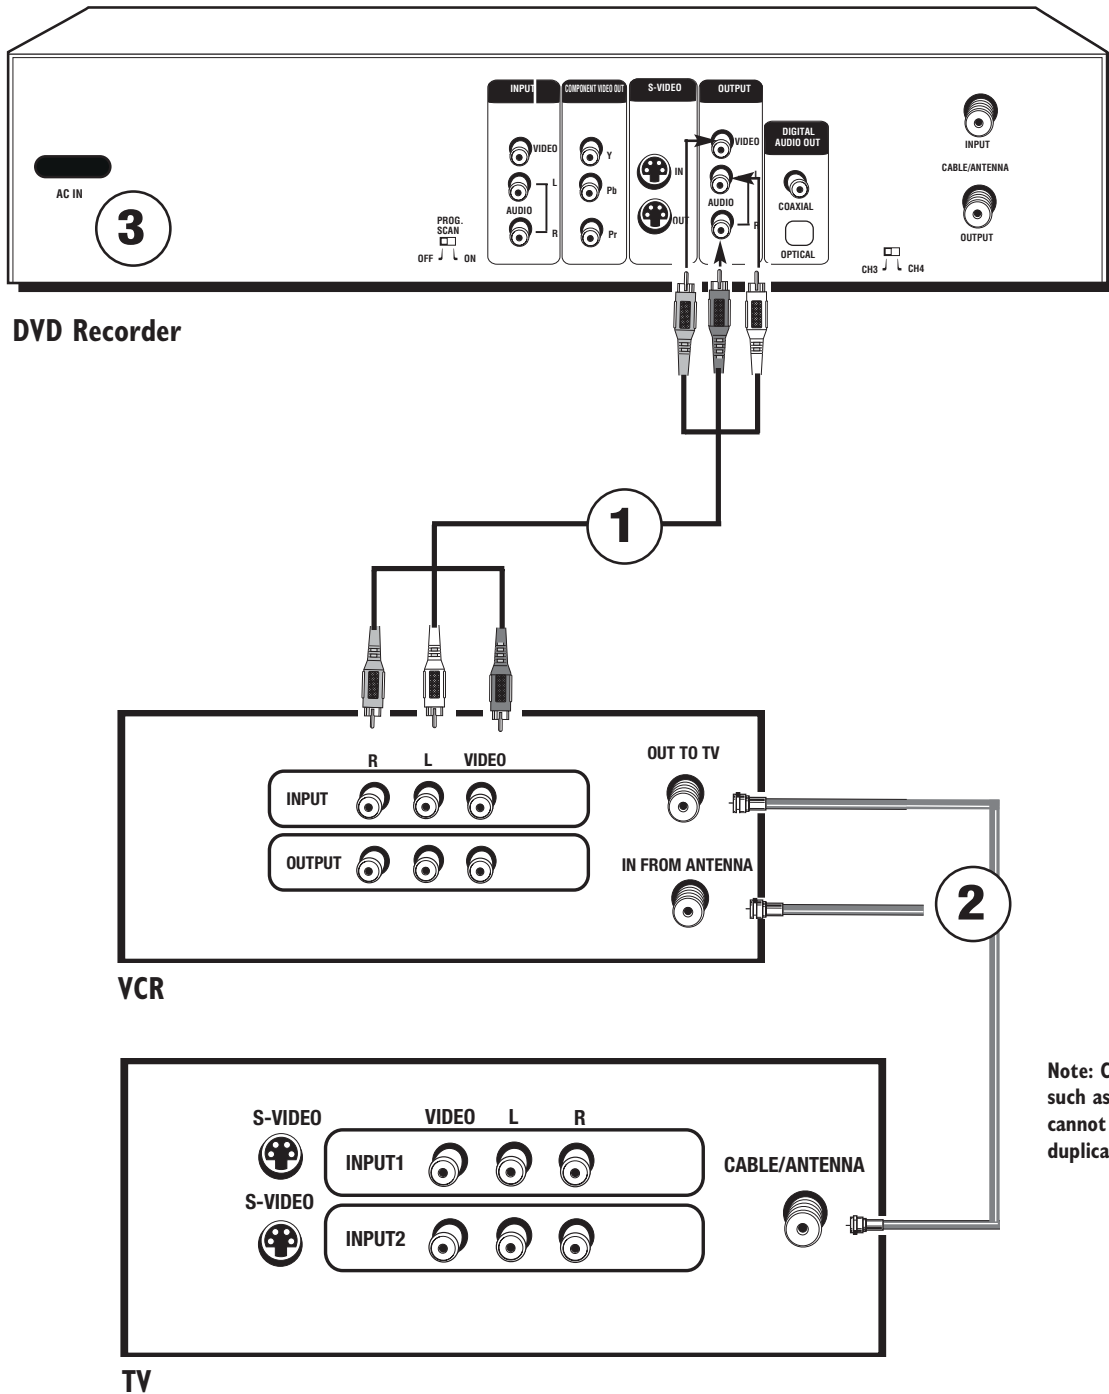 INPUT
COMPONENT VIDEO OUT
S-VIDEO
OUTPUT
VIDEO
L
AUDIO
R
Y
Pb
Pr
IN
OUT
VIDEO
L
AUDIO
R
DIGITAL
AUDIO OUT
COAXIAL
OPTICAL
INPUT
CABLE/ANTENNA
OUTPUT
AC IN
3
PROG.
SCAN
OFF ON
CH3 CH4
DVD Recorder
1
R L VIDEO
INPUT
OUTPUT
OUT TO TV
IN FROM ANTENNA
2
VCR
Note: C
such as
cannot
duplica
S-VIDEO
VIDEO L R
INPUT1
S-VIDEO
INPUT2
CABLE/ANTENNA
TV